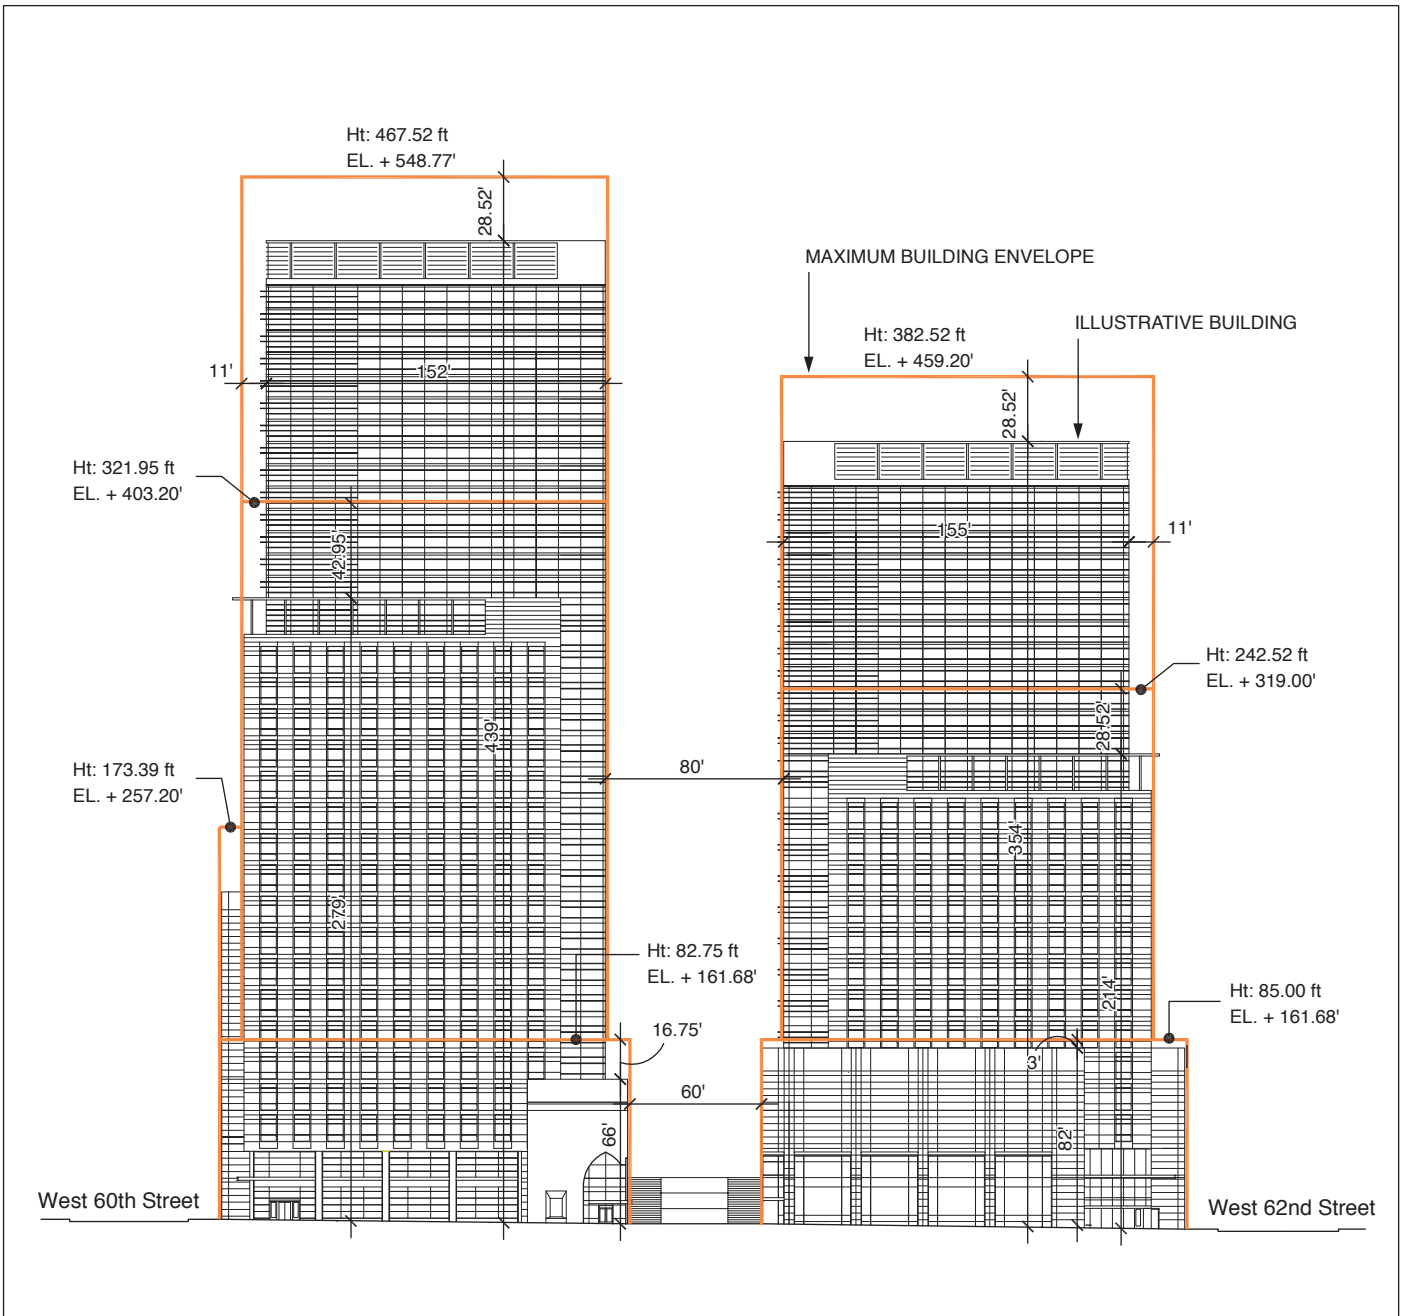 Ht: 467.52 ft
EL. + 548.77'
28.52'
MAXIMUM BUILDING ENVELOPE
ILLUSTRATIVE BUILDING
Ht: 382.52 ft
EL. + 459.20'
11'
152'
28.52'
Ht: 321.95 ft
EL. + 403.20'
42.95'
155'
11'
Ht: 242.52 ft
EL. + 319.00'
28.52'
439'
80'
Ht: 173.39 ft
EL. + 257.20'
354'
279'
Ht: 82.75 ft
EL. + 161.68'
214'
Ht: 85.00 ft
EL. + 161.68'
16.75'
3'
60'
66'
82'
West 60th Street
West 62nd Street